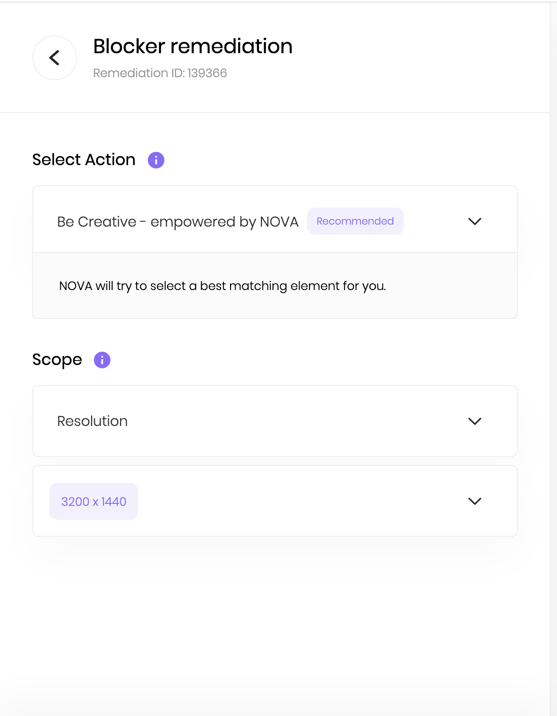 Blocker remediation
Remediation ID: 139366
Select Action
Be Creative - empowered by NOVA Recommended
NOVA will try to select a best matching element for you.
Scope
Resolution
3200 x 1440